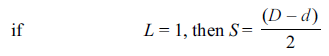 if L = 1, then S = (D – d) / 2